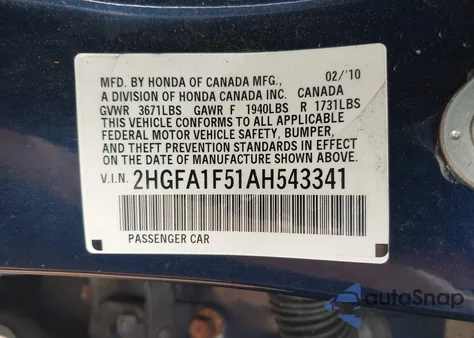 MFD. BY HONDA OF CANADA MFG., 02/'10
A DIVISION OF HONDA CANADA INC. CANADA
GVWR 3671LBS GAWR F 1940LBS R 1731LBS
THIS VEHICLE CONFORMS TO ALL APPLICABLE
FEDERAL MOTOR VEHICLE SAFETY, BUMPER,
AND THEFT PREVENTION STANDARDS IN EFFECT
ON THE DATE OF MANUFACTURE SHOWN ABOVE.
V.I.N. 2HGFA1F51AH543341
PASSENGER CAR
autoSnap